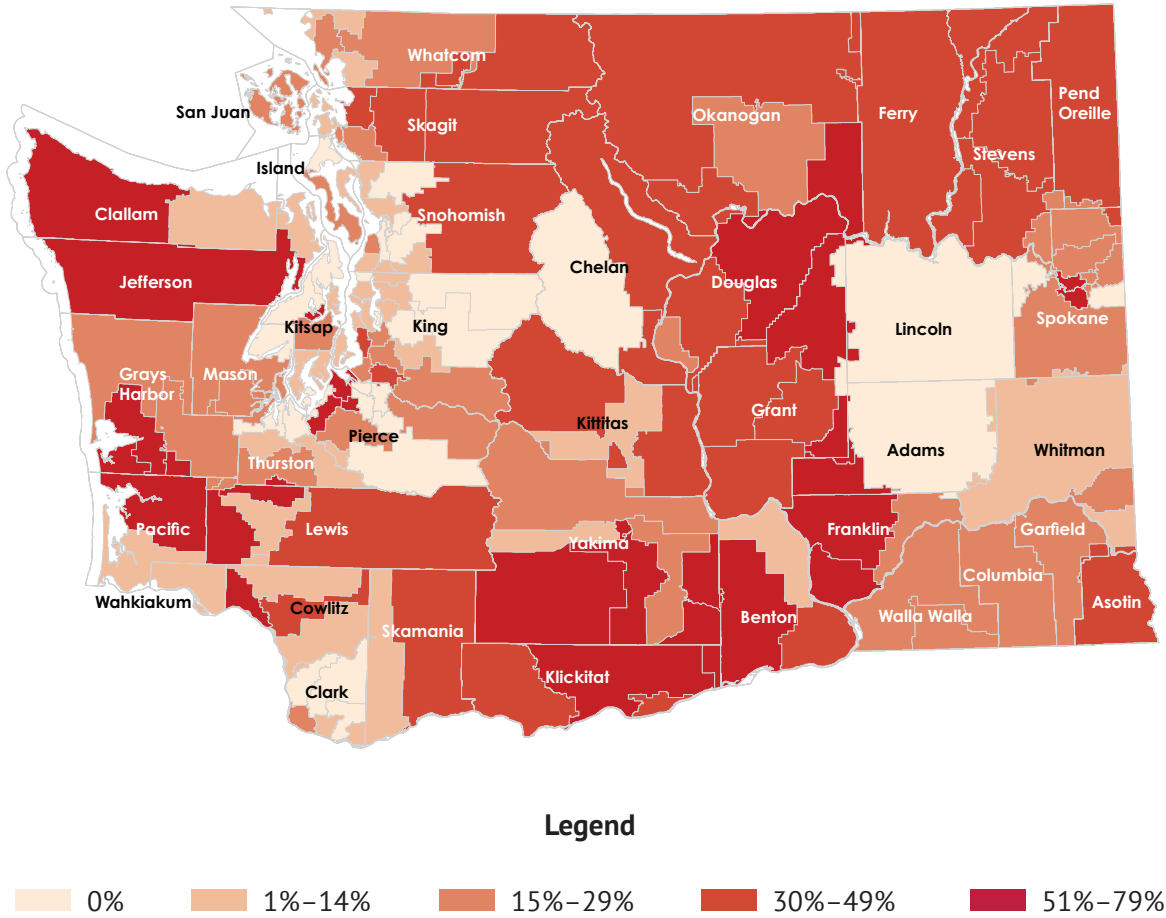 Whatcom
San Juan
Skagit
Okanogan
Ferry
Pend
Oreille
Stevens
Island
Clallam
Snohomish
Chelan
Jefferson
Douglas
Kitsap
King
Lincoln
Spokane
Grays
Harbor
Mason
Kittitas
Grant
Pierce
Thurston
Adams
Whitman
Pacific
Lewis
Yakima
Franklin
Garfield
Columbia
Wahkiakum
Cowlitz
Skamania
Benton
Walla Walla
Asotin
Klickitat
Clark
Legend
0%
1%–14%
15%–29%
30%–49%
51%–79%